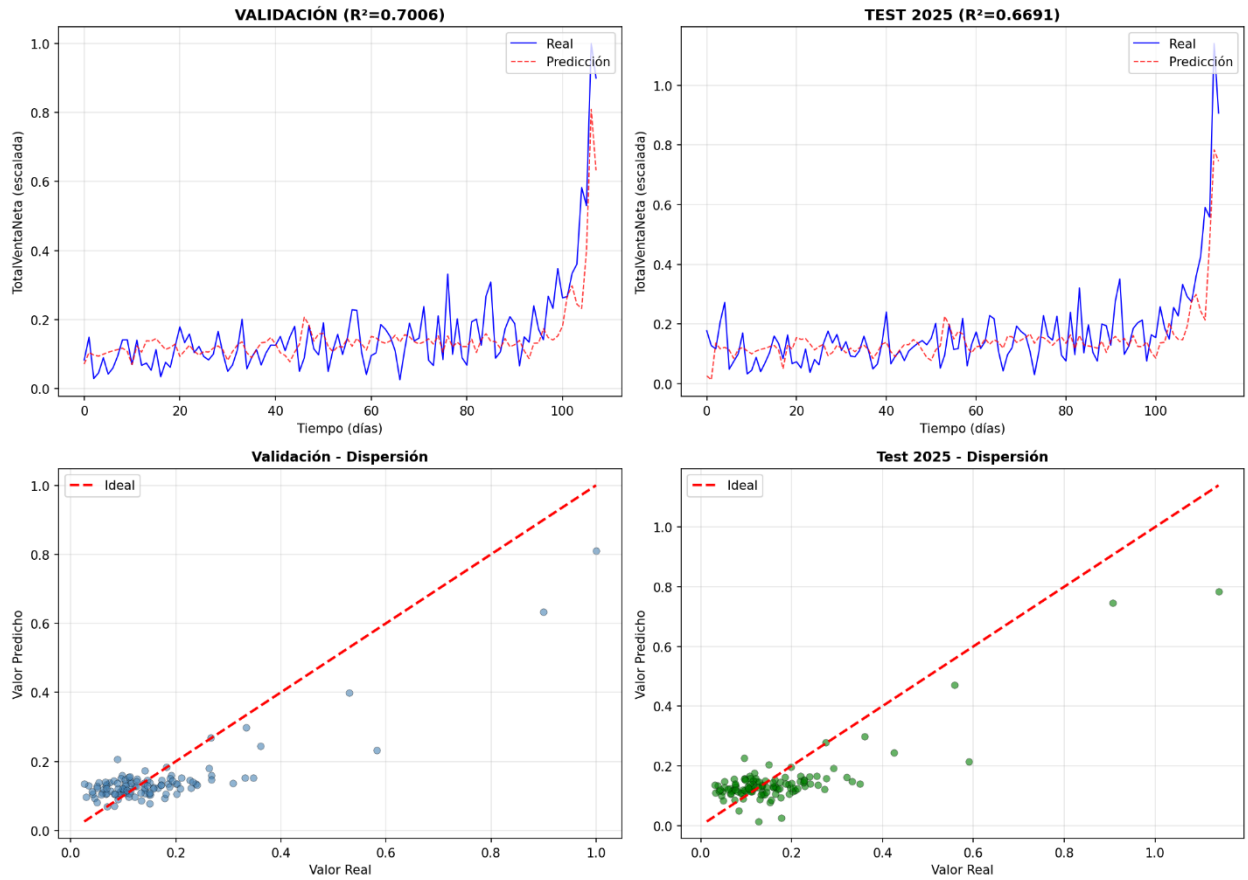 VALIDACIÓN (R²=0.7006)
Real
Predicción
1.0
0.8
0.6
0.4
0.2
0.0
TotalVentaNeta (escalada)
0
20
40
60
80
100
Tiempo (días)
TEST 2025 (R²=0.6691)
Real
Predicción
1.0
0.8
0.6
0.4
0.2
0.0
TotalVentaNeta (escalada)
0
20
40
60
80
100
Tiempo (días)
Validación - Dispersión
Ideal
1.0
0.8
0.6
0.4
0.2
0.0
Valor Predicho
0.0
0.2
0.4
0.6
0.8
1.0
Valor Real
Test 2025 - Dispersión
Ideal
1.0
0.8
0.6
0.4
0.2
0.0
Valor Predicho
0.0
0.2
0.4
0.6
0.8
1.0
Valor Real